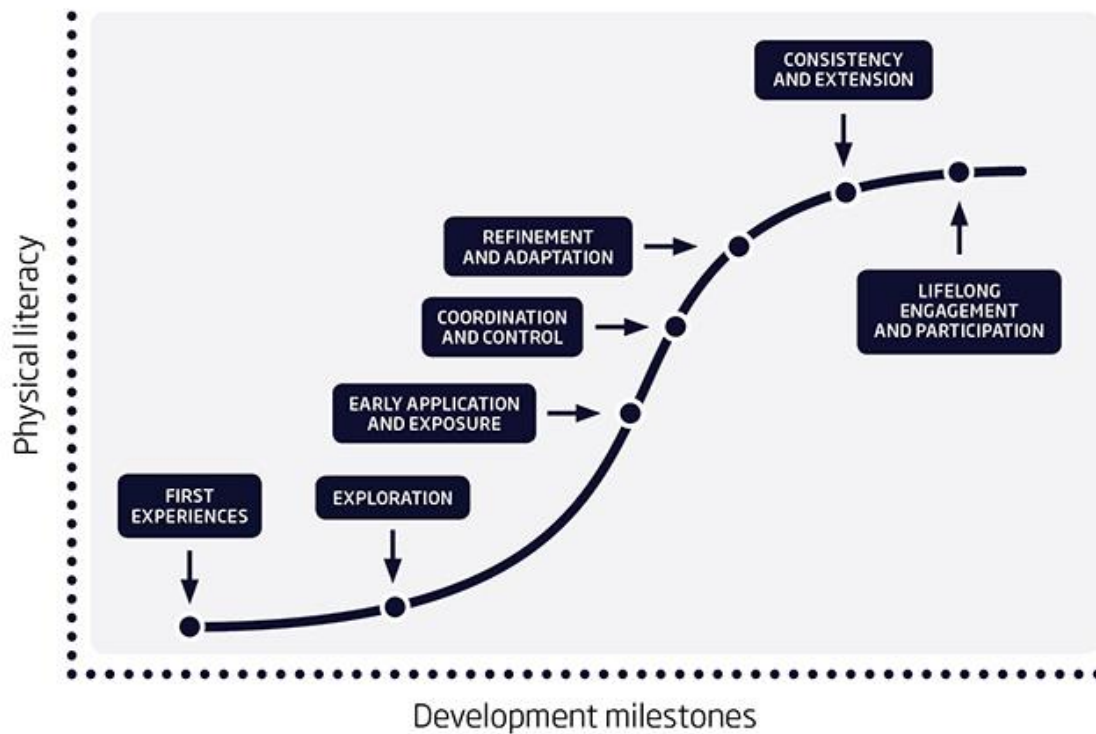 CONSISTENCY
AND EXTENSION
REFINEMENT
AND ADAPTATION
LIFELONG
ENGAGEMENT
AND PARTICIPATION
COORDINATION
AND CONTROL
EARLY APPLICATION
AND EXPOSURE
FIRST
EXPERIENCES
EXPLORATION
Physical literacy
Development milestones